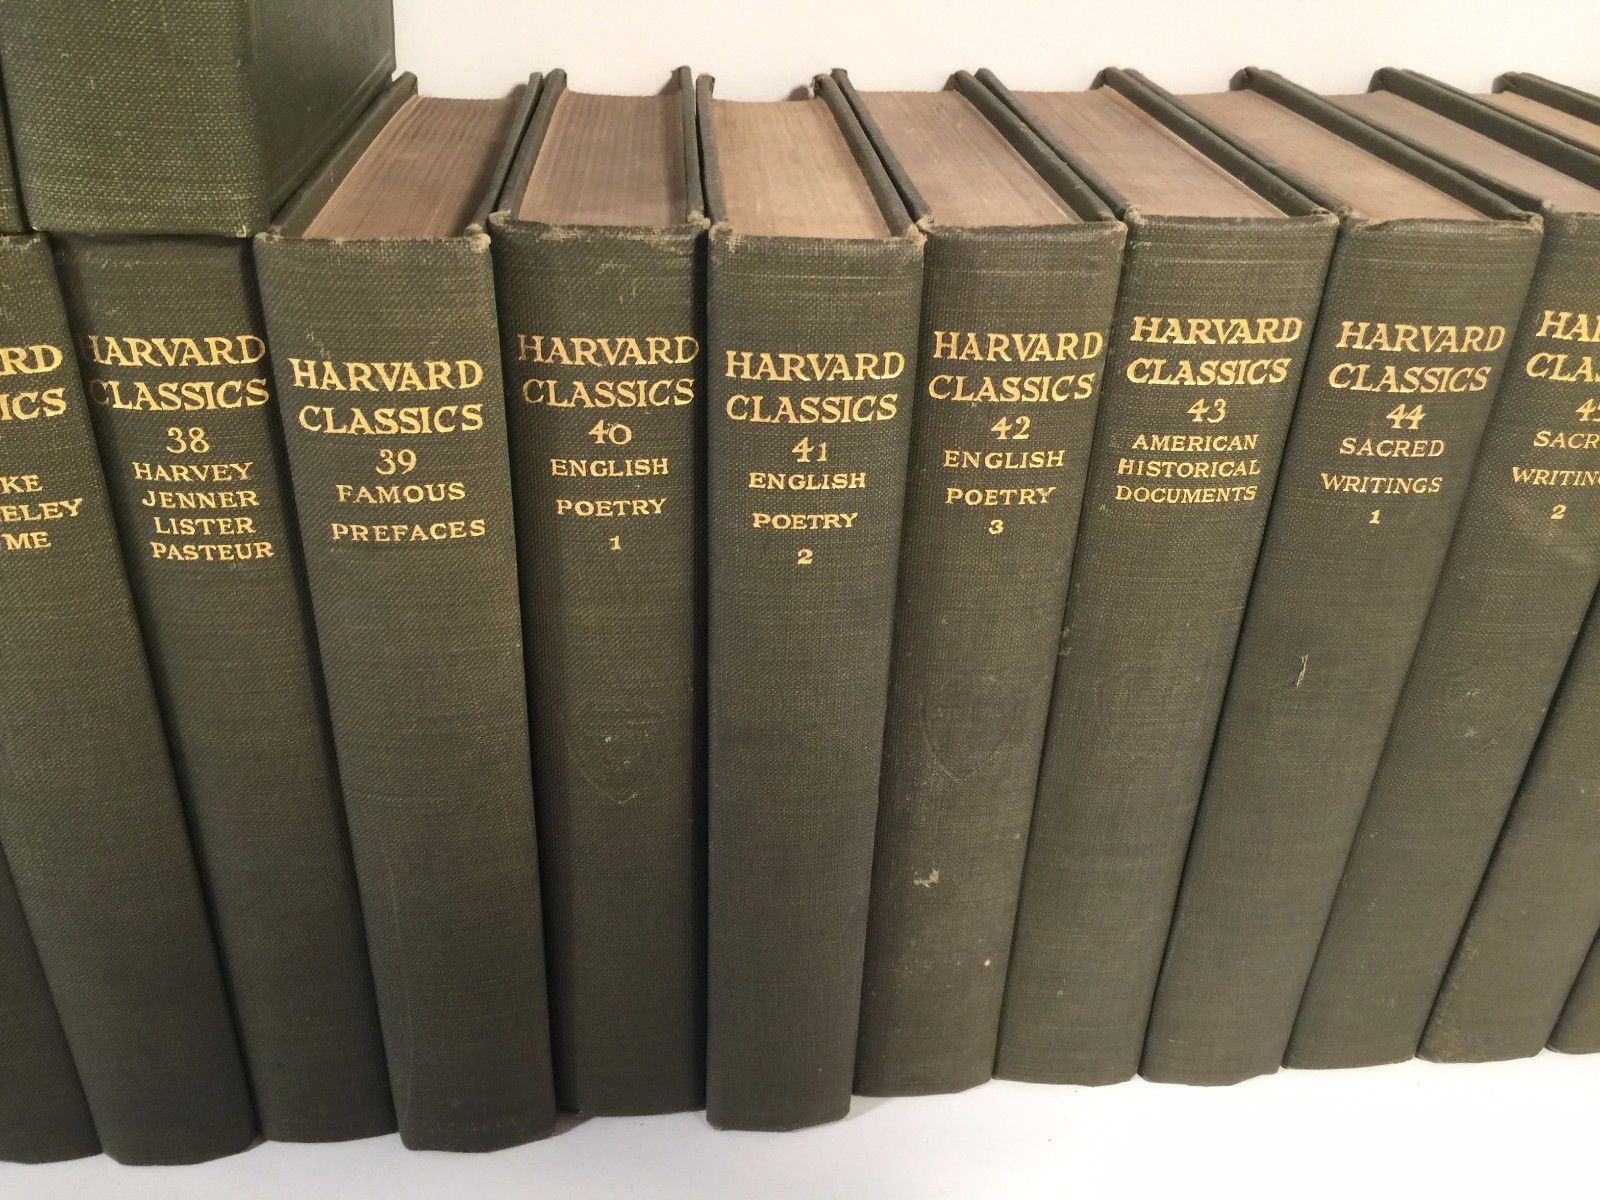 HARVARD
CLASSICS
38
HARVEY
JENNER
LISTER
PASTEUR
HARVARD
CLASSICS
39
FAMOUS
PREFACES
HARVARD
CLASSICS
40
ENGLISH
POETRY
1
HARVARD
CLASSICS
41
ENGLISH
POETRY
2
HARVARD
CLASSICS
42
ENGLISH
POETRY
3
HARVARD
CLASSICS
43
AMERICAN
HISTORICAL
DOCUMENTS
HARVARD
CLASSICS
44
SACRED
WRITINGS
1
2